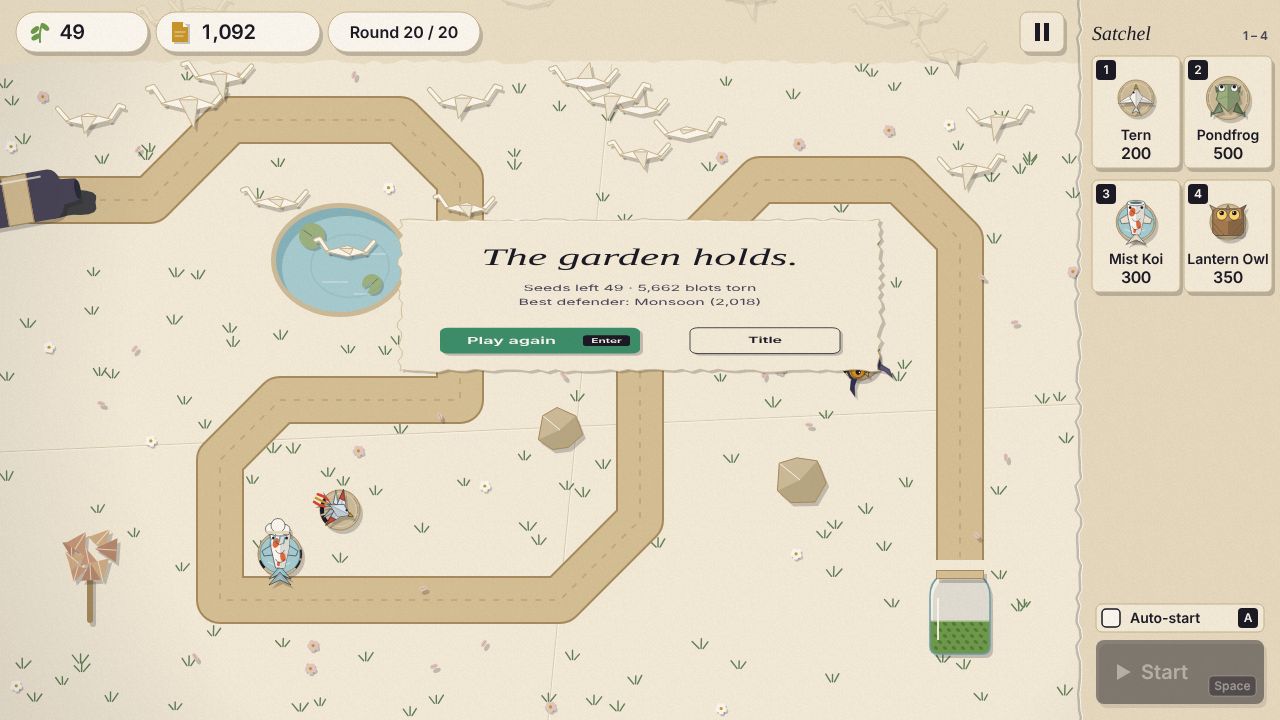 49
1,092
Round 20 / 20
Satchel
1–4
1
Tern
200
2
Pondfrog
500
3
Mist Koi
300
4
Lantern Owl
350
The garden holds.
Seeds left 49 · 5,662 blots torn
Best defender: Monsoon (2,018)
Play again Enter
Title
Auto-start A
Start
Space